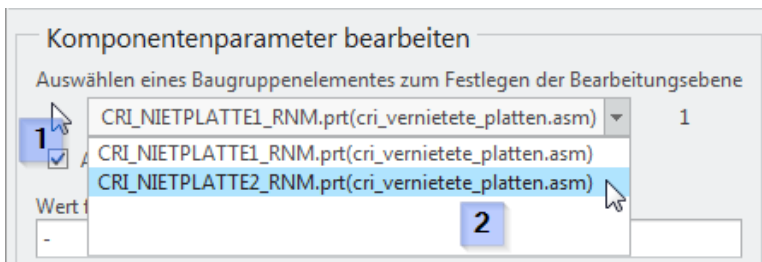 Komponentenparameter bearbeiten
Auswählen eines Baugruppenelementes zum Festlegen der Bearbeitungsebene
CRI_NIETPLATTE1_RNM.prt(cri_vernietete_platten.asm) 1
1
CRI_NIETPLATTE1_RNM.prt(cri_vernietete_platten.asm)
CRI_NIETPLATTE2_RNM.prt(cri_vernietete_platten.asm)
Wert
2
-